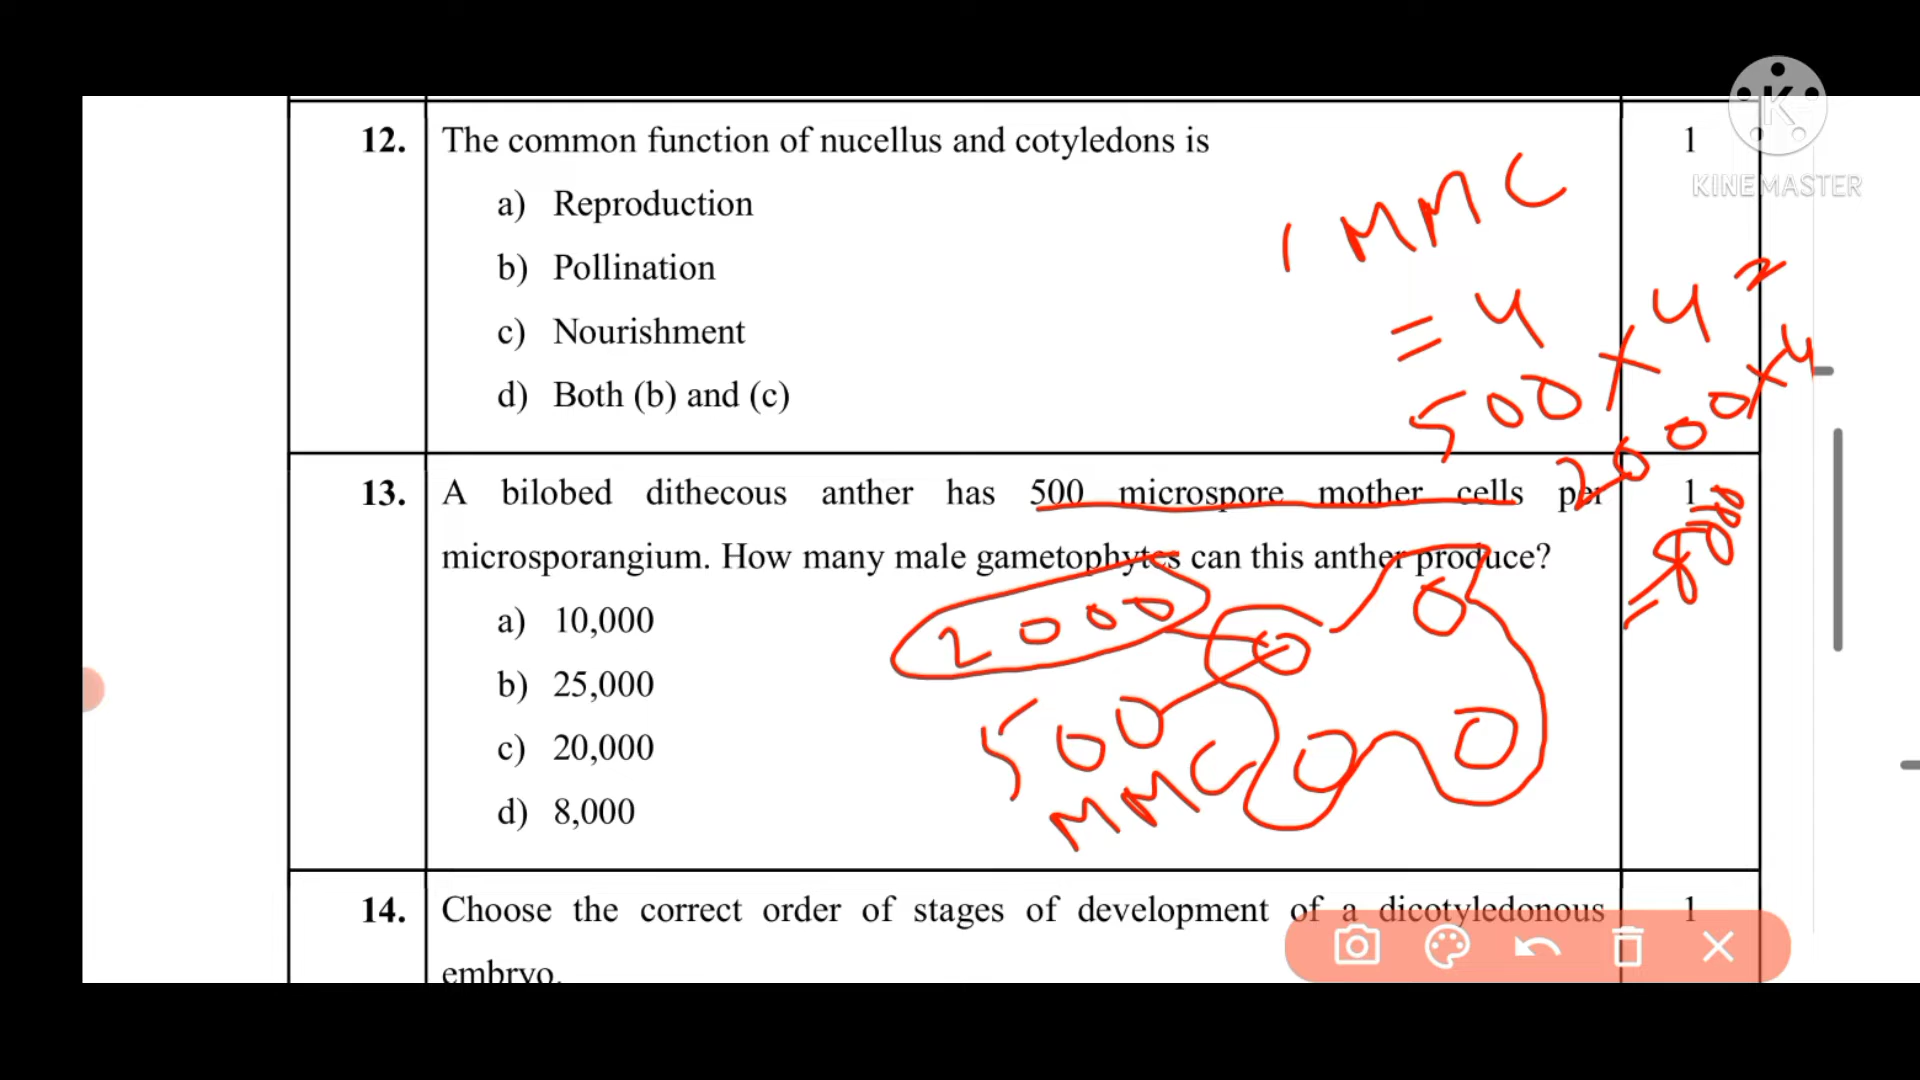 K
KINEMASTER
12. The common function of nucellus and cotyledons is 1
a) Reproduction
b) Pollination
c) Nourishment
d) Both (b) and (c)
1 MMC
= 4
500 × 4 =
2000 × 4
= 8000
13. A bilobed dithecous anther has 500 microspore mother cells per 1
microsporangium. How many male gametophytes can this anther produce?
a) 10,000
b) 25,000
c) 20,000
d) 8,000
2000
500
MMC
14. Choose the correct order of stages of development of a dicotyledonous 1
embryo.